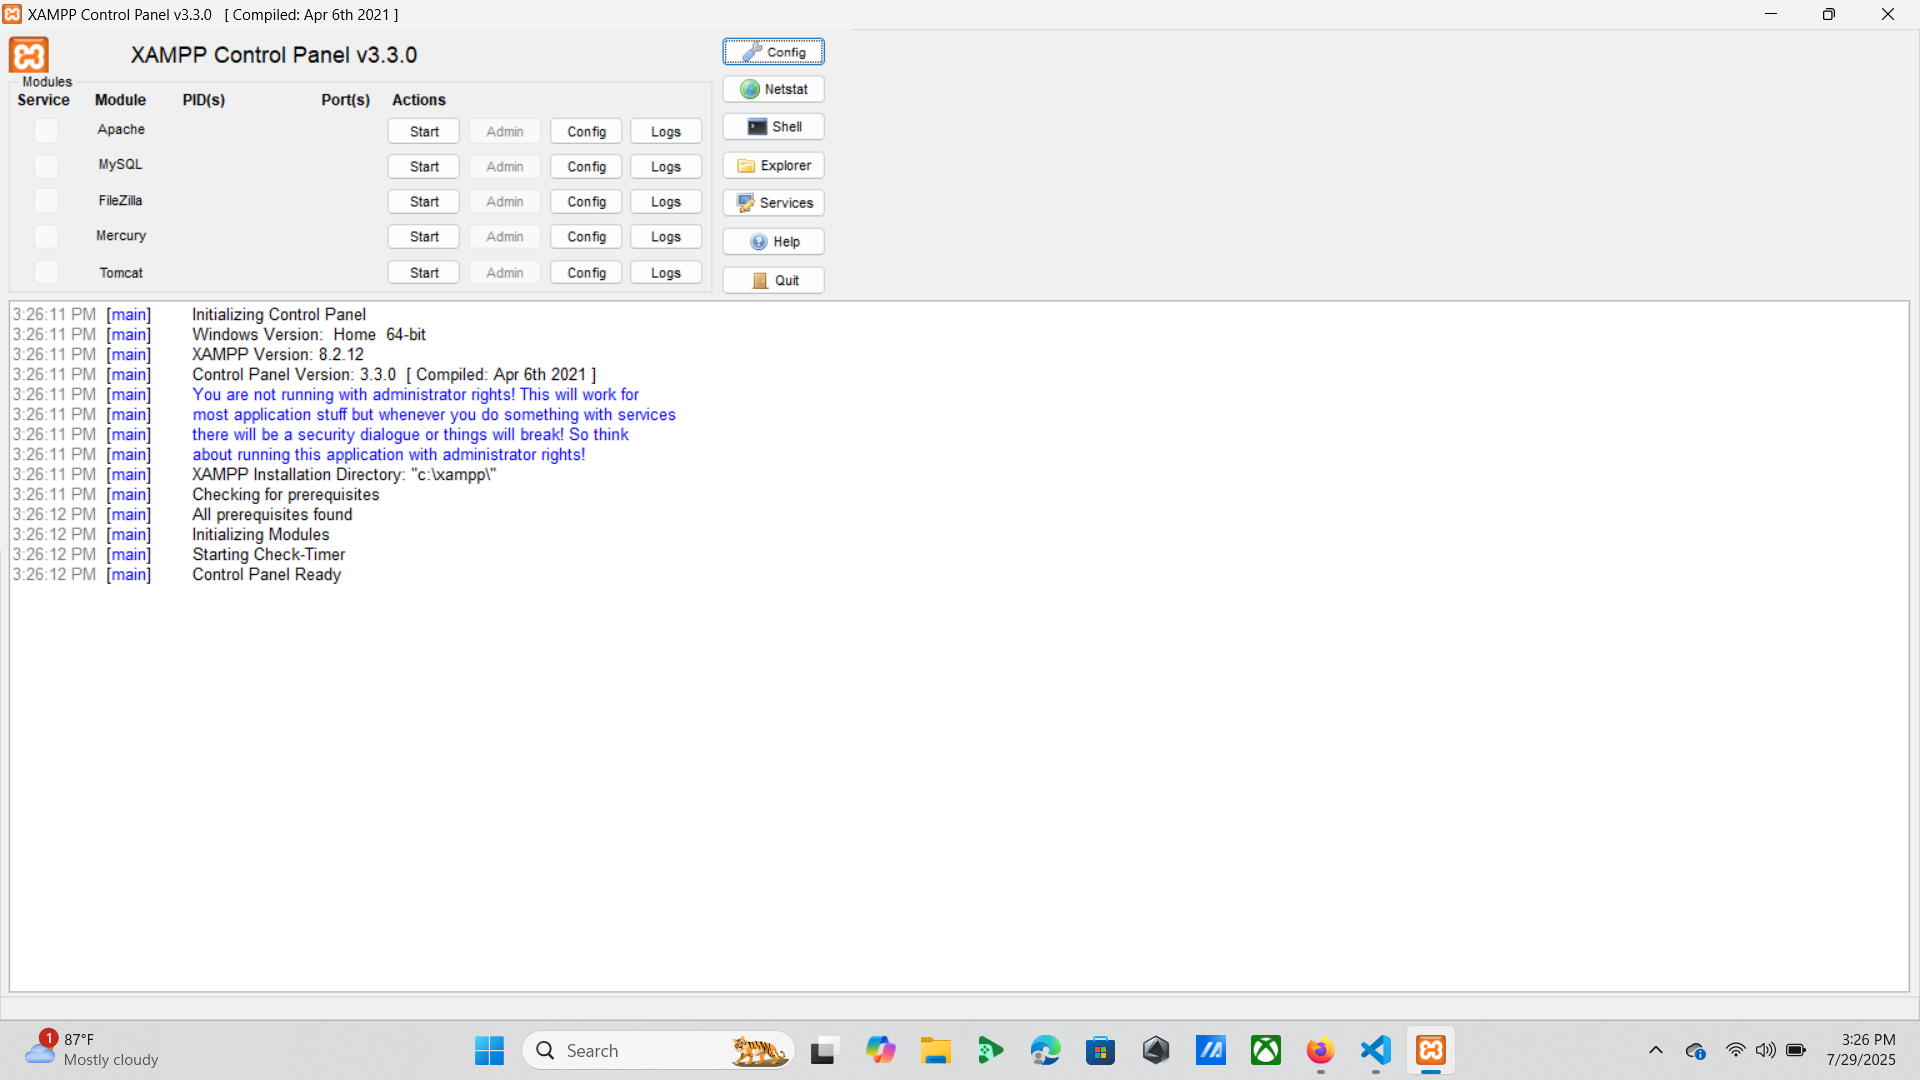 XAMPP Control Panel v3.3.0 [ Compiled: Apr 6th 2021 ]
XAMPP Control Panel v3.3.0
Config
Netstat
Shell
Explorer
Services
Help
Quit
Modules
Service Module PID(s) Port(s) Actions
Apache Start Admin Config Logs
MySQL Start Admin Config Logs
FileZilla Start Admin Config Logs
Mercury Start Admin Config Logs
Tomcat Start Admin Config Logs
3:26:11 PM [main] Initializing Control Panel
3:26:11 PM [main] Windows Version: Home 64-bit
3:26:11 PM [main] XAMPP Version: 8.2.12
3:26:11 PM [main] Control Panel Version: 3.3.0 [ Compiled: Apr 6th 2021 ]
3:26:11 PM [main] You are not running with administrator rights! This will work for
3:26:11 PM [main] most application stuff but whenever you do something with services
3:26:11 PM [main] there will be a security dialogue or things will break! So think
3:26:11 PM [main] about running this application with administrator rights!
3:26:11 PM [main] XAMPP Installation Directory: "c:\xampp\"
3:26:11 PM [main] Checking for prerequisites
3:26:12 PM [main] All prerequisites found
3:26:12 PM [main] Initializing Modules
3:26:12 PM [main] Starting Check-Timer
3:26:12 PM [main] Control Panel Ready
1
87°F
Mostly cloudy
Search
3:26 PM
7/29/2025